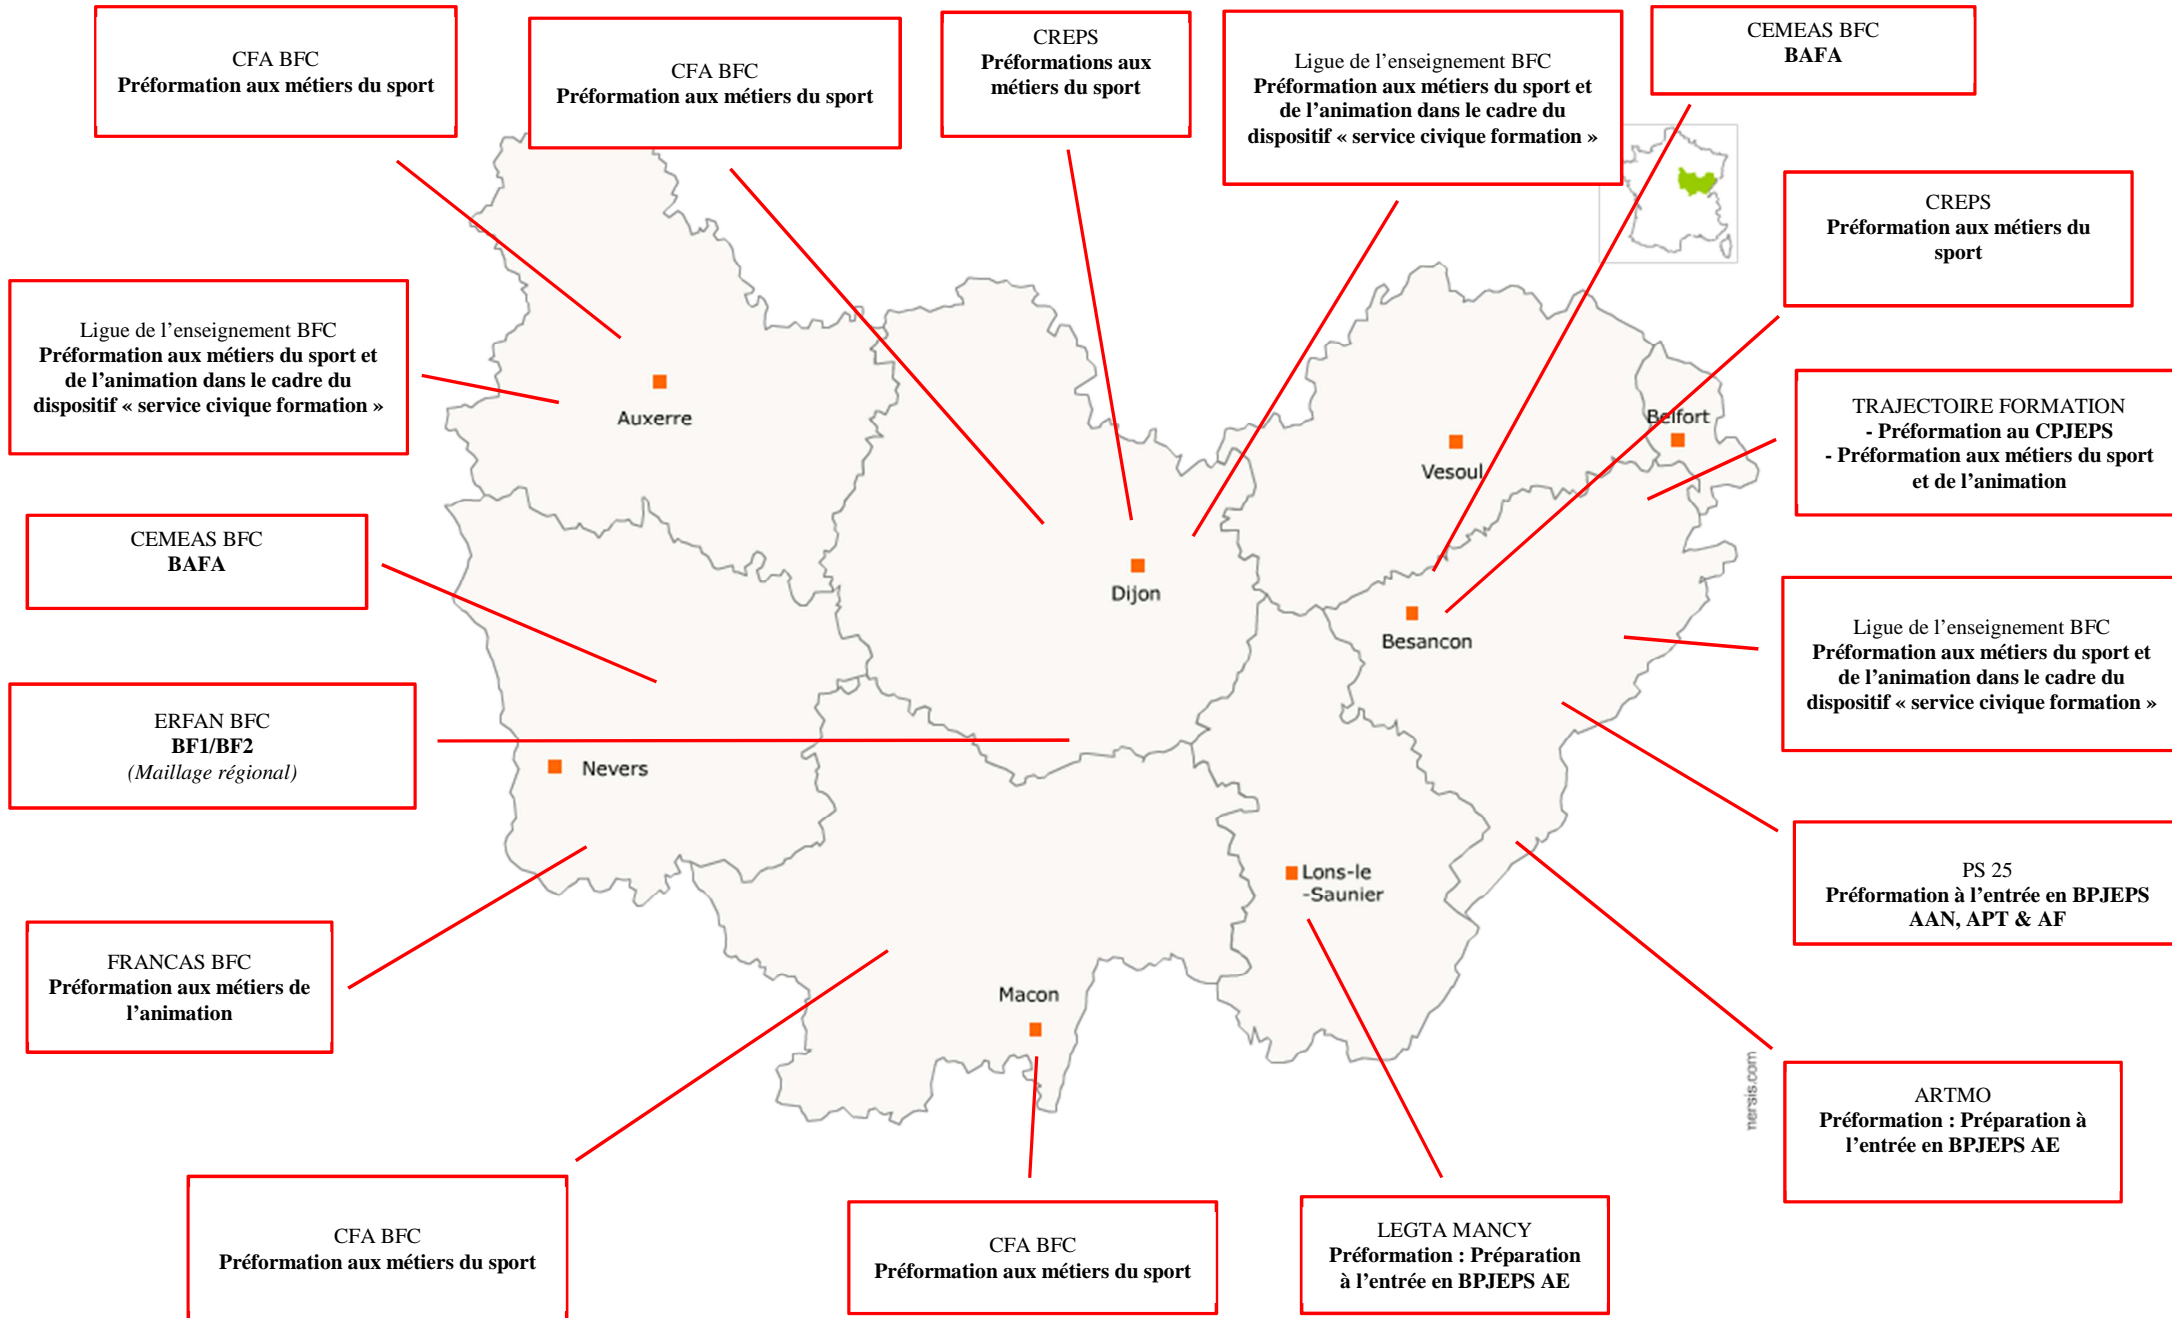 CFA BFC
Préformation aux métiers du sport
CFA BFC
Préformation aux métiers du sport
CREPS
Préformations aux
métiers du sport
Ligue de l’enseignement BFC
Préformation aux métiers du sport et
de l’animation dans le cadre du
dispositif « service civique formation »
CEMEAS BFC
BAFA
CREPS
Préformation aux métiers du
sport
Ligue de l’enseignement BFC
Préformation aux métiers du sport et
de l’animation dans le cadre du
dispositif « service civique formation »
TRAJECTOIRE FORMATION
- Préformation au CPJEPS
- Préformation aux métiers du sport
et de l’animation
Auxerre
Belfort
Vesoul
CEMEAS BFC
BAFA
Dijon
Besancon
Ligue de l’enseignement BFC
Préformation aux métiers du sport et
de l’animation dans le cadre du
dispositif « service civique formation »
ERFAN BFC
BF1/BF2
(Maillage régional)
Nevers
Lons-le
-Saunier
PS 25
Préformation à l’entrée en BPJEPS
AAN, APT & AF
FRANCAS BFC
Préformation aux métiers de
l’animation
Macon
mersis.com
ARTMO
Préformation : Préparation à
l’entrée en BPJEPS AE
CFA BFC
Préformation aux métiers du sport
CFA BFC
Préformation aux métiers du sport
LEGTA MANCY
Préformation : Préparation
à l’entrée en BPJEPS AE